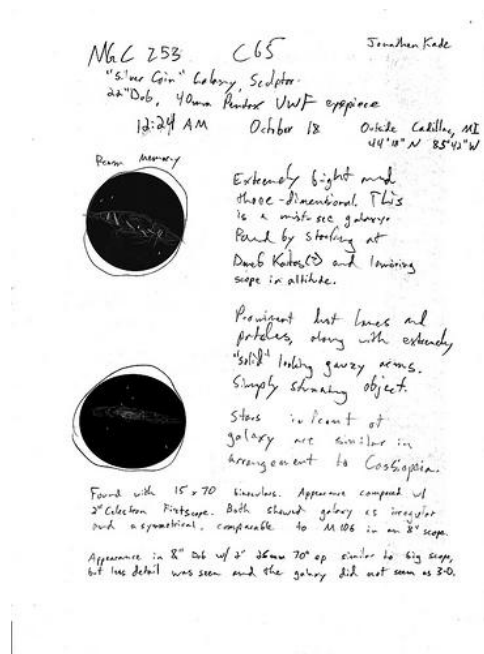 NGC 253 C65 Jonathan Kade
"Silver Coin" Galaxy, Sculptor.
22" Dob, 40mm Pentax VWF eyepiece
12:24 AM October 18 Outside Cadillac, MI
44°18" N 85°42" W
From Memory
Extremely bright and
three-dimensional. This
is a must-see galaxy.
Found by starting at
Deneb Kaitos(?) and lowering
scope in altitude.
Prominent dust lanes and
patches, along with extremely
"solid" looking gauzy arms.
Simply stunning object.
Stars in front of
galaxy are similar in
arrangement to Cassiopeia.
Found with 15x70 binoculars. Appearance compared w/
Celestron Firstscope. Both showed galaxy as irregular
and asymmetrical, comparable to M106 in an 8" scope.
Appearance in 8" Dob w/ 2" 26mm 70° ep similar to big scope,
but less detail was seen and the galaxy did not seem as 3-D.